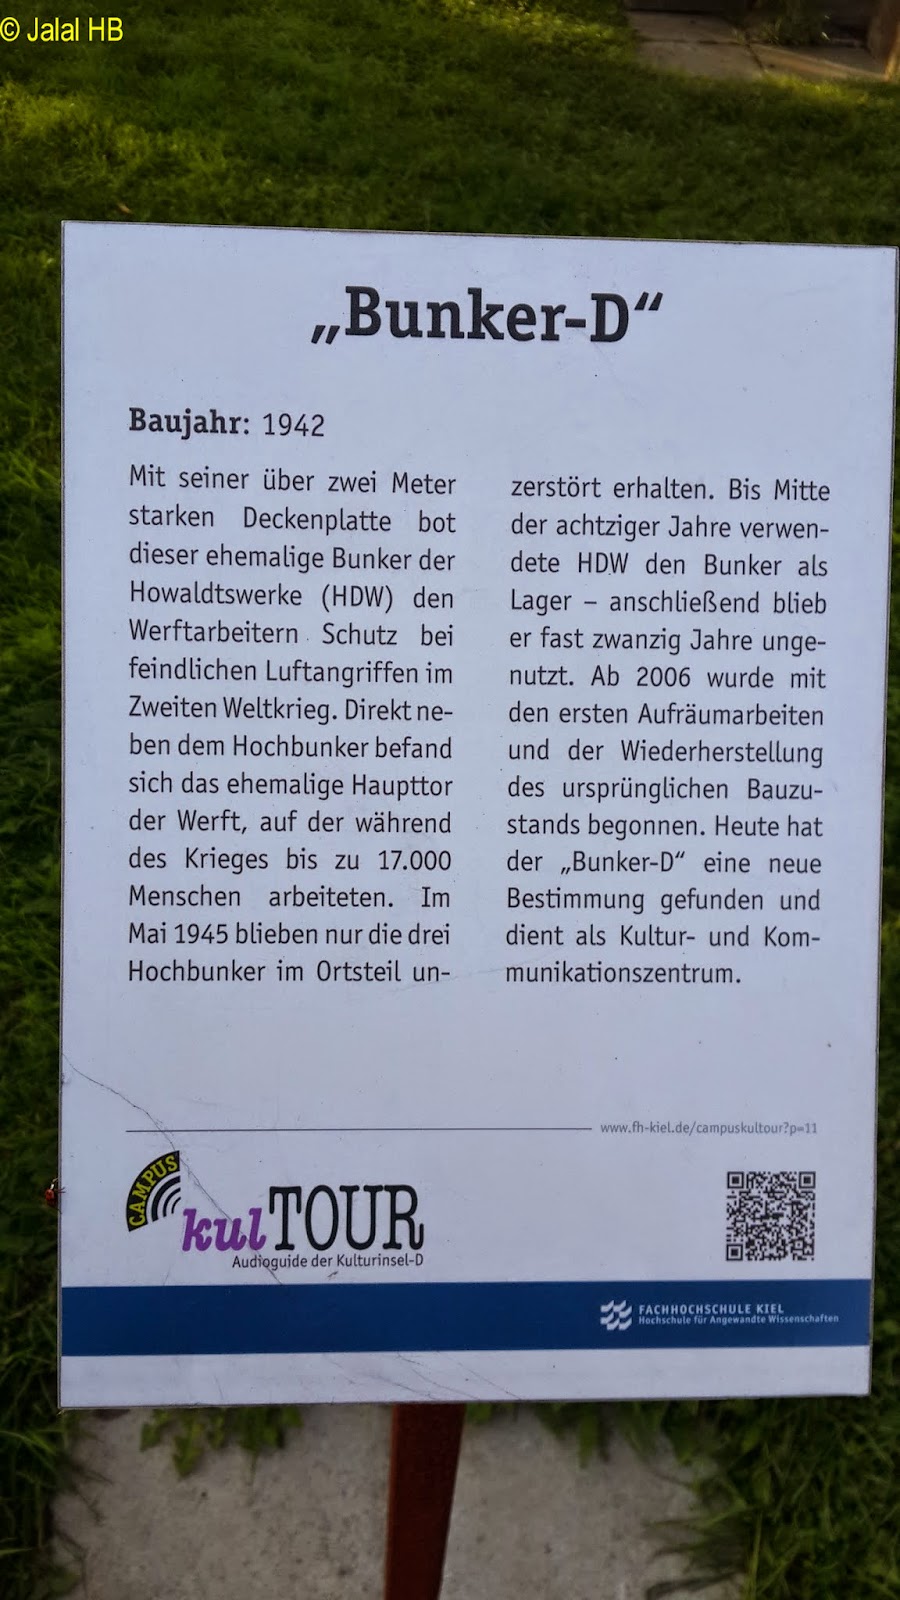 © Jalal HB
„Bunker-D“
Baujahr: 1942
Mit seiner über zwei Meter
starken Deckenplatte bot
dieser ehemalige Bunker der
Howaldtswerke (HDW) den
Werftarbeitern Schutz bei
feindlichen Luftangriffen im
Zweiten Weltkrieg. Direkt ne-
ben dem Hochbunker befand
sich das ehemalige Haupttor
der Werft, auf der während
des Krieges bis zu 17.000
Menschen arbeiteten. Im
Mai 1945 blieben nur die drei
Hochbunker im Ortsteil un-
zerstört erhalten. Bis Mitte
der achtziger Jahre verwen-
dete HDW den Bunker als
Lager – anschließend blieb
er fast zwanzig Jahre unge-
nutzt. Ab 2006 wurde mit
den ersten Aufräumarbeiten
und der Wiederherstellung
des ursprünglichen Bauzu-
stands begonnen. Heute hat
der „Bunker-D“ eine neue
Bestimmung gefunden und
dient als Kultur- und Kom-
munikationszentrum.
www.fh-kiel.de/campuskultour?p=11
CAMPUS
kulTOUR
Audioguide der Kulturinsel-D
FACHHOCHSCHULE KIEL
Hochschule für Angewandte Wissenschaften